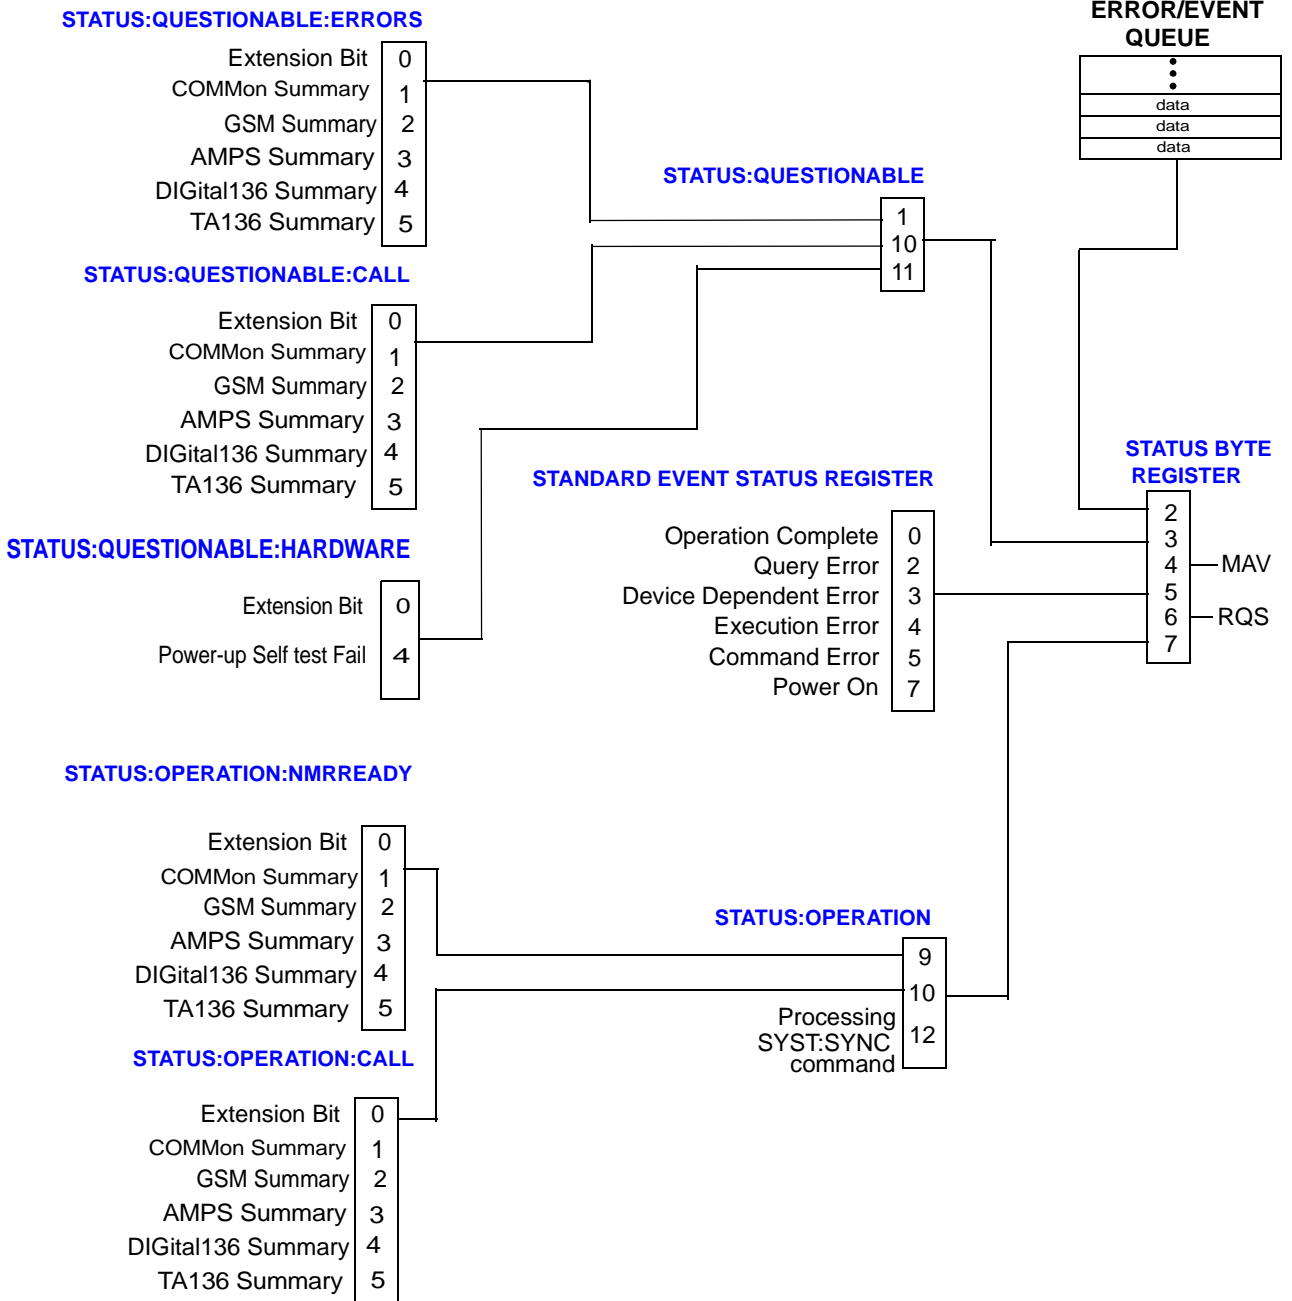 STATUS:QUESTIONABLE:ERRORS
Extension Bit 0
COMMon Summary 1
GSM Summary 2
AMPS Summary 3
DIGital136 Summary 4
TA136 Summary 5
ERROR/EVENT
QUEUE
data
data
data
STATUS:QUESTIONABLE
1
10
11
STATUS:QUESTIONABLE:CALL
Extension Bit 0
COMMon Summary 1
GSM Summary 2
AMPS Summary 3
DIGital136 Summary 4
TA136 Summary 5
STATUS:QUESTIONABLE:HARDWARE
Extension Bit 0
Power-up Self test Fail 4
STANDARD EVENT STATUS REGISTER
Operation Complete 0
Query Error 2
Device Dependent Error 3
Execution Error 4
Command Error 5
Power On 7
STATUS BYTE
REGISTER
2
3
4 MAV
5
6 RQS
7
STATUS:OPERATION:NMRREADY
Extension Bit 0
COMMon Summary 1
GSM Summary 2
AMPS Summary 3
DIGital136 Summary 4
TA136 Summary 5
STATUS:OPERATION
9
10
Processing
SYST:SYNC 12
command
STATUS:OPERATION:CALL
Extension Bit 0
COMMon Summary 1
GSM Summary 2
AMPS Summary 3
DIGital136 Summary 4
TA136 Summary 5